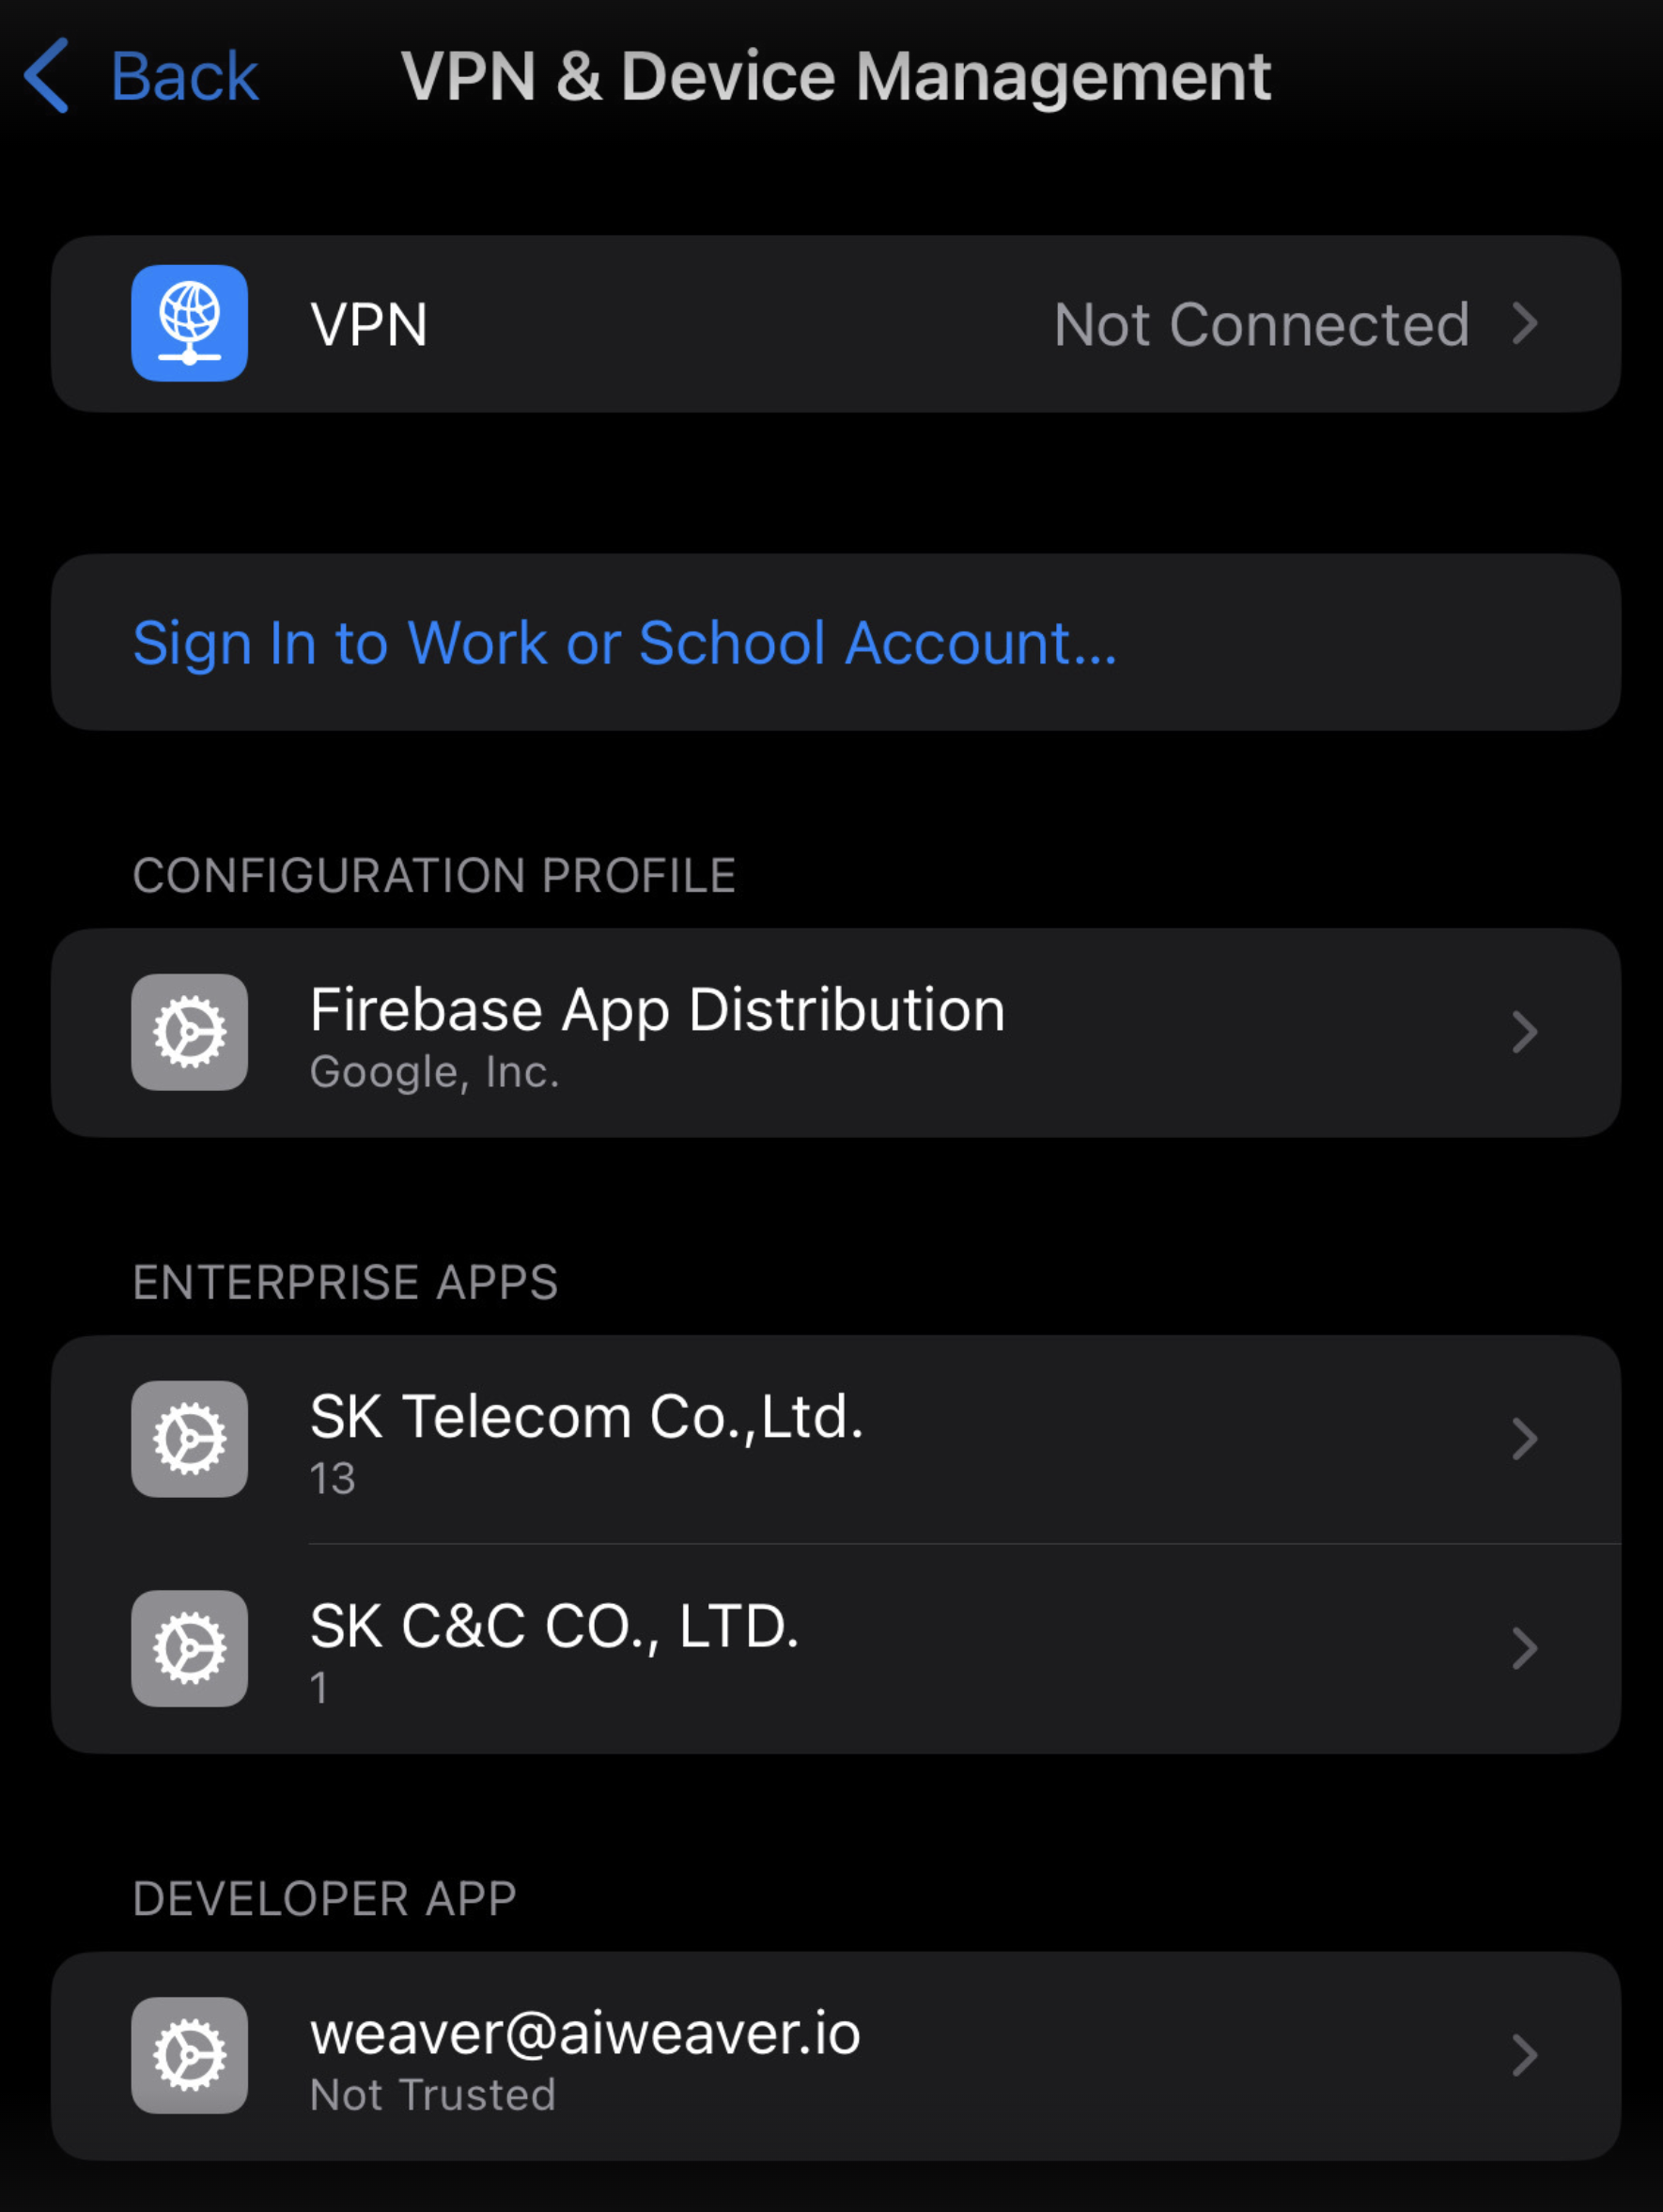 Back
VPN & Device Management
VPN
Not Connected
Sign In to Work or School Account...
CONFIGURATION PROFILE
Firebase App Distribution
Google, Inc.
ENTERPRISE APPS
SK Telecom Co.,Ltd.
13
SK C&C CO., LTD.
1
DEVELOPER APP
weaver@aiweaver.io
Not Trusted